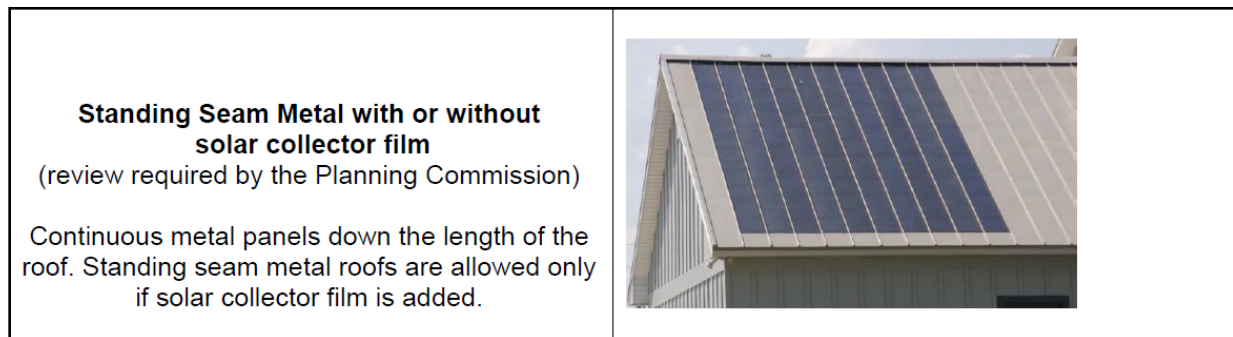 Standing Seam Metal with or without
solar collector film
(review required by the Planning Commission)
Continuous metal panels down the length of the
roof. Standing seam metal roofs are allowed only
if solar collector film is added.